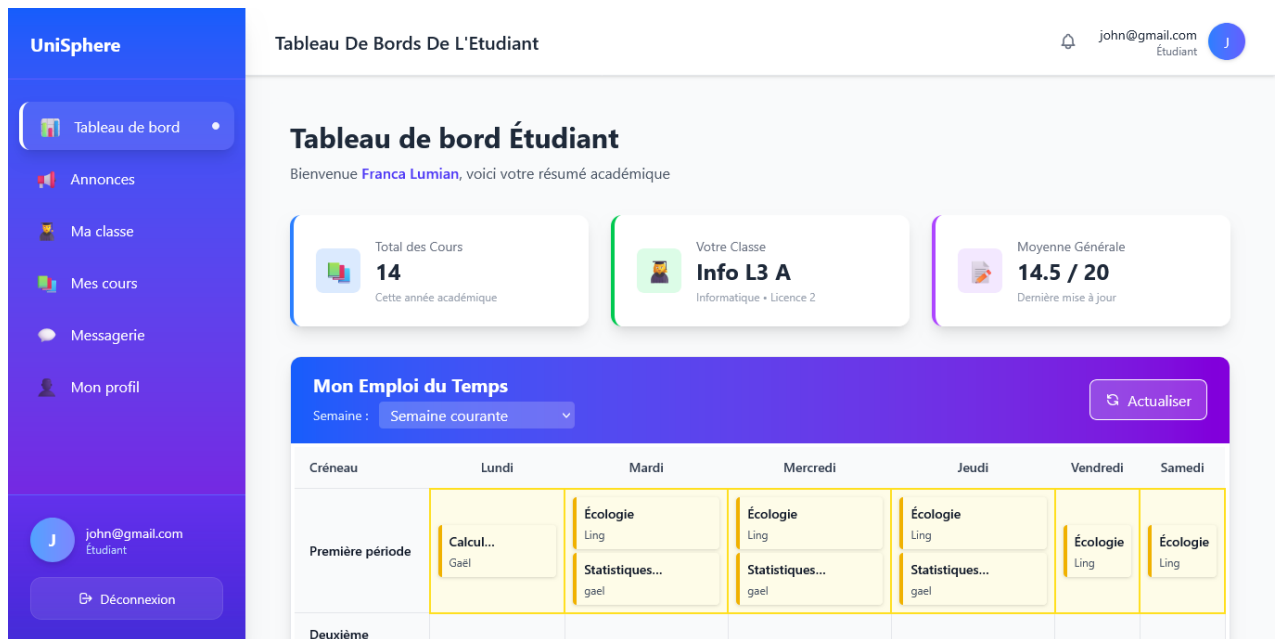 UniSphere
Tableau de bord
Annonces
Ma classe
Mes cours
Messagerie
Mon profil
J
john@gmail.com
Étudiant
Déconnexion
Tableau De Bords De L'Etudiant
john@gmail.com
Étudiant
J
Tableau de bord Étudiant
Bienvenue Franca Lumian, voici votre résumé académique
Total des Cours
14
Cette année académique
Votre Classe
Info L3 A
Informatique • Licence 2
Moyenne Générale
14.5 / 20
Dernière mise à jour
Mon Emploi du Temps
Semaine : Semaine courante
Actualiser
Créneau Lundi Mardi Mercredi Jeudi Vendredi Samedi
Première période
Calcul...
Gaël
Écologie
Ling
Statistiques...
gael
Écologie
Ling
Statistiques...
gael
Écologie
Ling
Statistiques...
gael
Écologie
Ling
Écologie
Ling
Deuxième